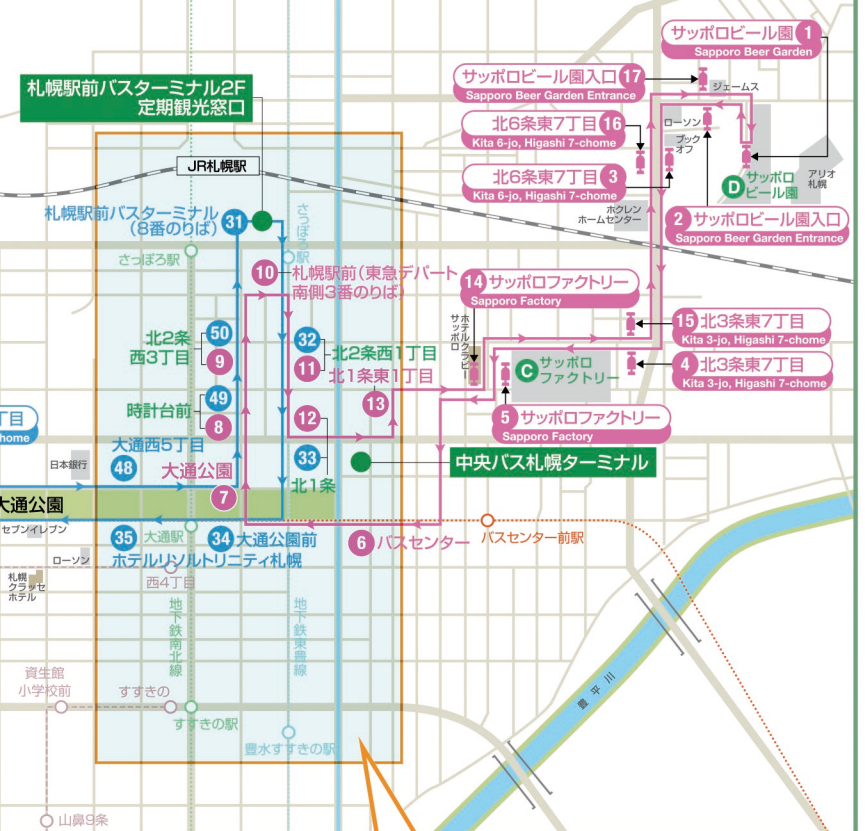 サッポロビール園 1
Sapporo Beer Garden
サッポロビール園入口 17
Sapporo Beer Garden Entrance
ジェームス
札幌駅前バスターミナル2F
定期観光窓口
北6条東7丁目 16
Kita 6-jo, Higashi 7-chome
ローソン
ブック
オフ
JR札幌駅
北6条東7丁目 3
Kita 6-jo, Higashi 7-chome
D サッポロ
ビール園
アリオ
札幌
ホクレン
ホームセンター
2 サッポロビール園入口
Sapporo Beer Garden Entrance
札幌駅前バスターミナル
(8番のりば)
31
さっぽろ駅
さっぽろ駅
10 札幌駅前(東急デパート
南側3番のりば)
14 サッポロファクトリー
Sapporo Factory
ホテルクラビー
サッポロ
15 北3条東7丁目
Kita 3-jo, Higashi 7-chome
北2条
西3丁目
50
9
32
11
北2条西1丁目
北1条東1丁目
13
C サッポロ
ファクトリー
4 北3条東7丁目
Kita 3-jo, Higashi 7-chome
時計台前
49
8
12
33
北1条
5 サッポロファクトリー
Sapporo Factory
丁目
home
大通西5丁目
48
日本銀行
大通公園
7
中央バス札幌ターミナル
大通公園
セブンイレブン
35
大通駅
34 大通公園前
ホテルリソルトリニティ札幌
6 バスセンター
バスセンター前駅
ローソン
札幌
クラッセ
ホテル
西4丁目
地下鉄南北線
地下鉄東豊線
資生館
小学校前
すすきの
すすきの駅
豊水すすきの駅
豊平川
山鼻9条